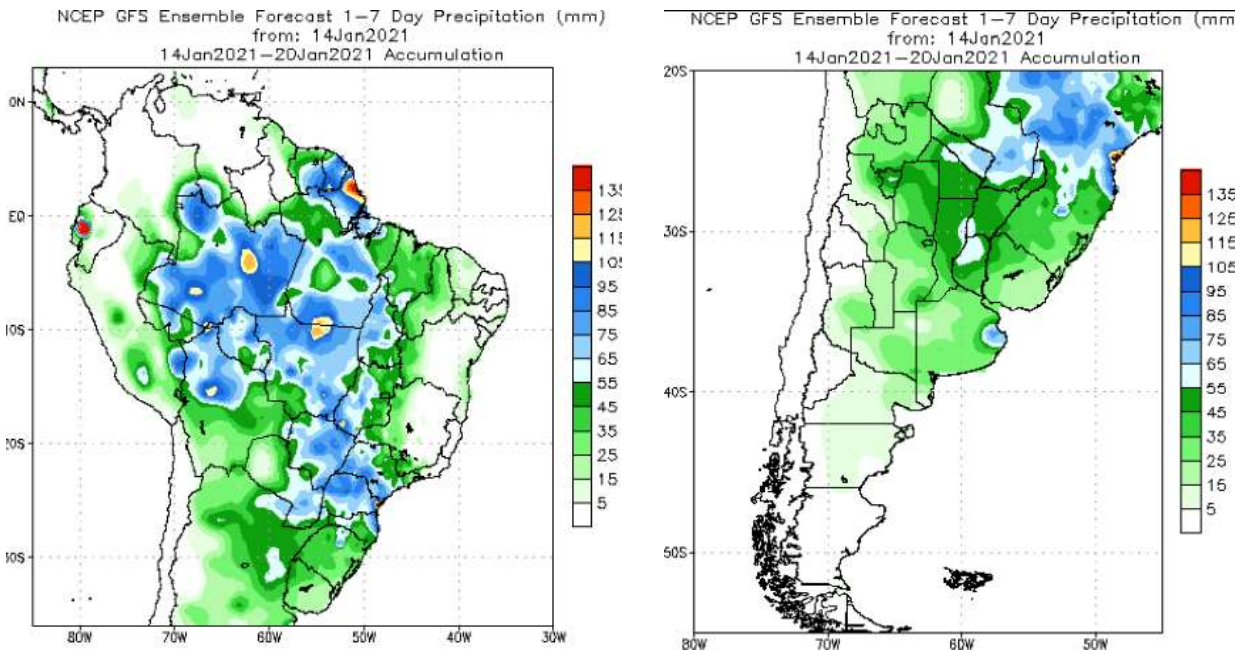 NCEP GFS Ensemble Forecast 1–7 Day Precipitation (mm)
from: 14Jan2021
14Jan2021–20Jan2021 Accumulation
0N
EQ
10S
20S
30S
80W 70W 60W 50W 40W 30W
135
125
115
105
95
85
75
65
55
45
35
25
15
5
NCEP GFS Ensemble Forecast 1–7 Day Precipitation (mm
from: 14Jan2021
14Jan2021–20Jan2021 Accumulation
20S
30S
40S
50S
80W 70W 60W 50W
135
125
115
105
95
85
75
65
55
45
35
25
15
5